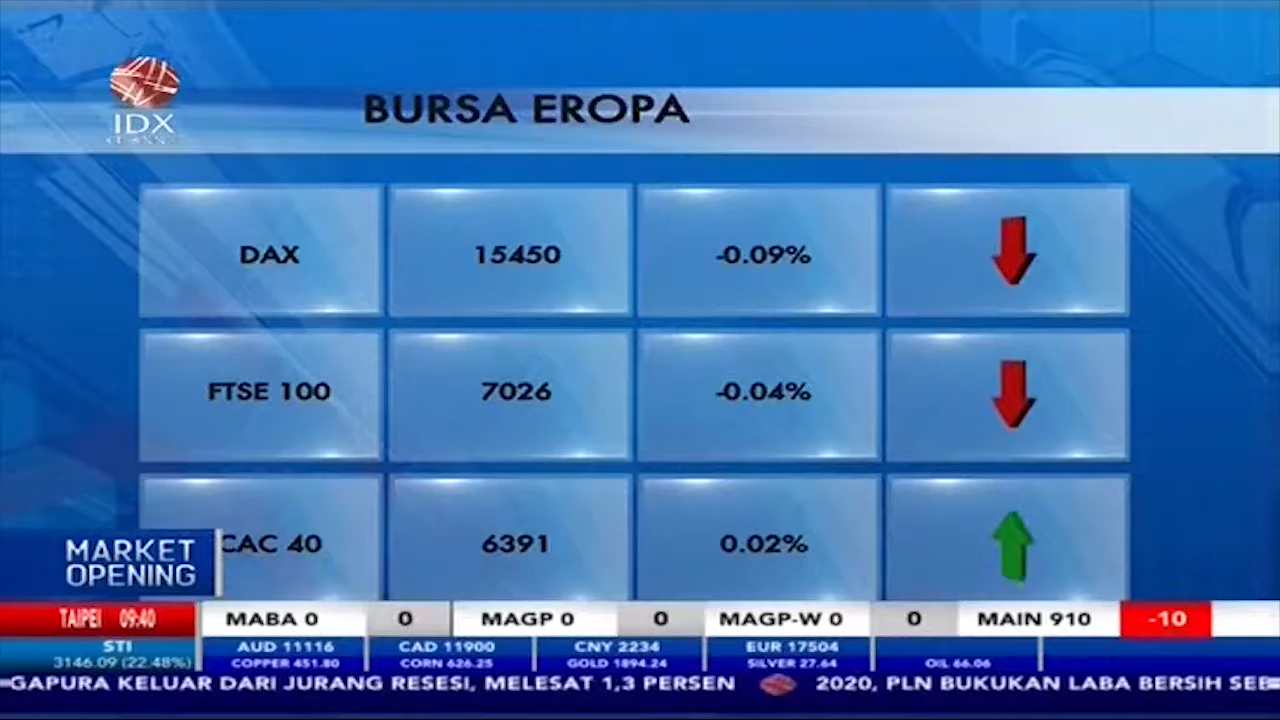 BURSA EROPA
IDX
CHANNEL
DAX 15450 -0.09%
FTSE 100 7026 -0.04%
CAC 40 6391 0.02%
MARKET
OPENING
TAIPEI 09:40
MABA 0 0 MAGP 0 0 MAGP-W 0 0 MAIN 910 -10
STI AUD 11116 CAD 11900 CNY 2234 EUR 17504
3146.09 (22.48%) COPPER 451.80 CORN 626.25 GOLD 1894.24 SILVER 27.64 OIL 66.06
GAPURA KELUAR DARI JURANG RESESI, MELESAT 1,3 PERSEN 2020, PLN BUKUKAN LABA BERSIH SEB